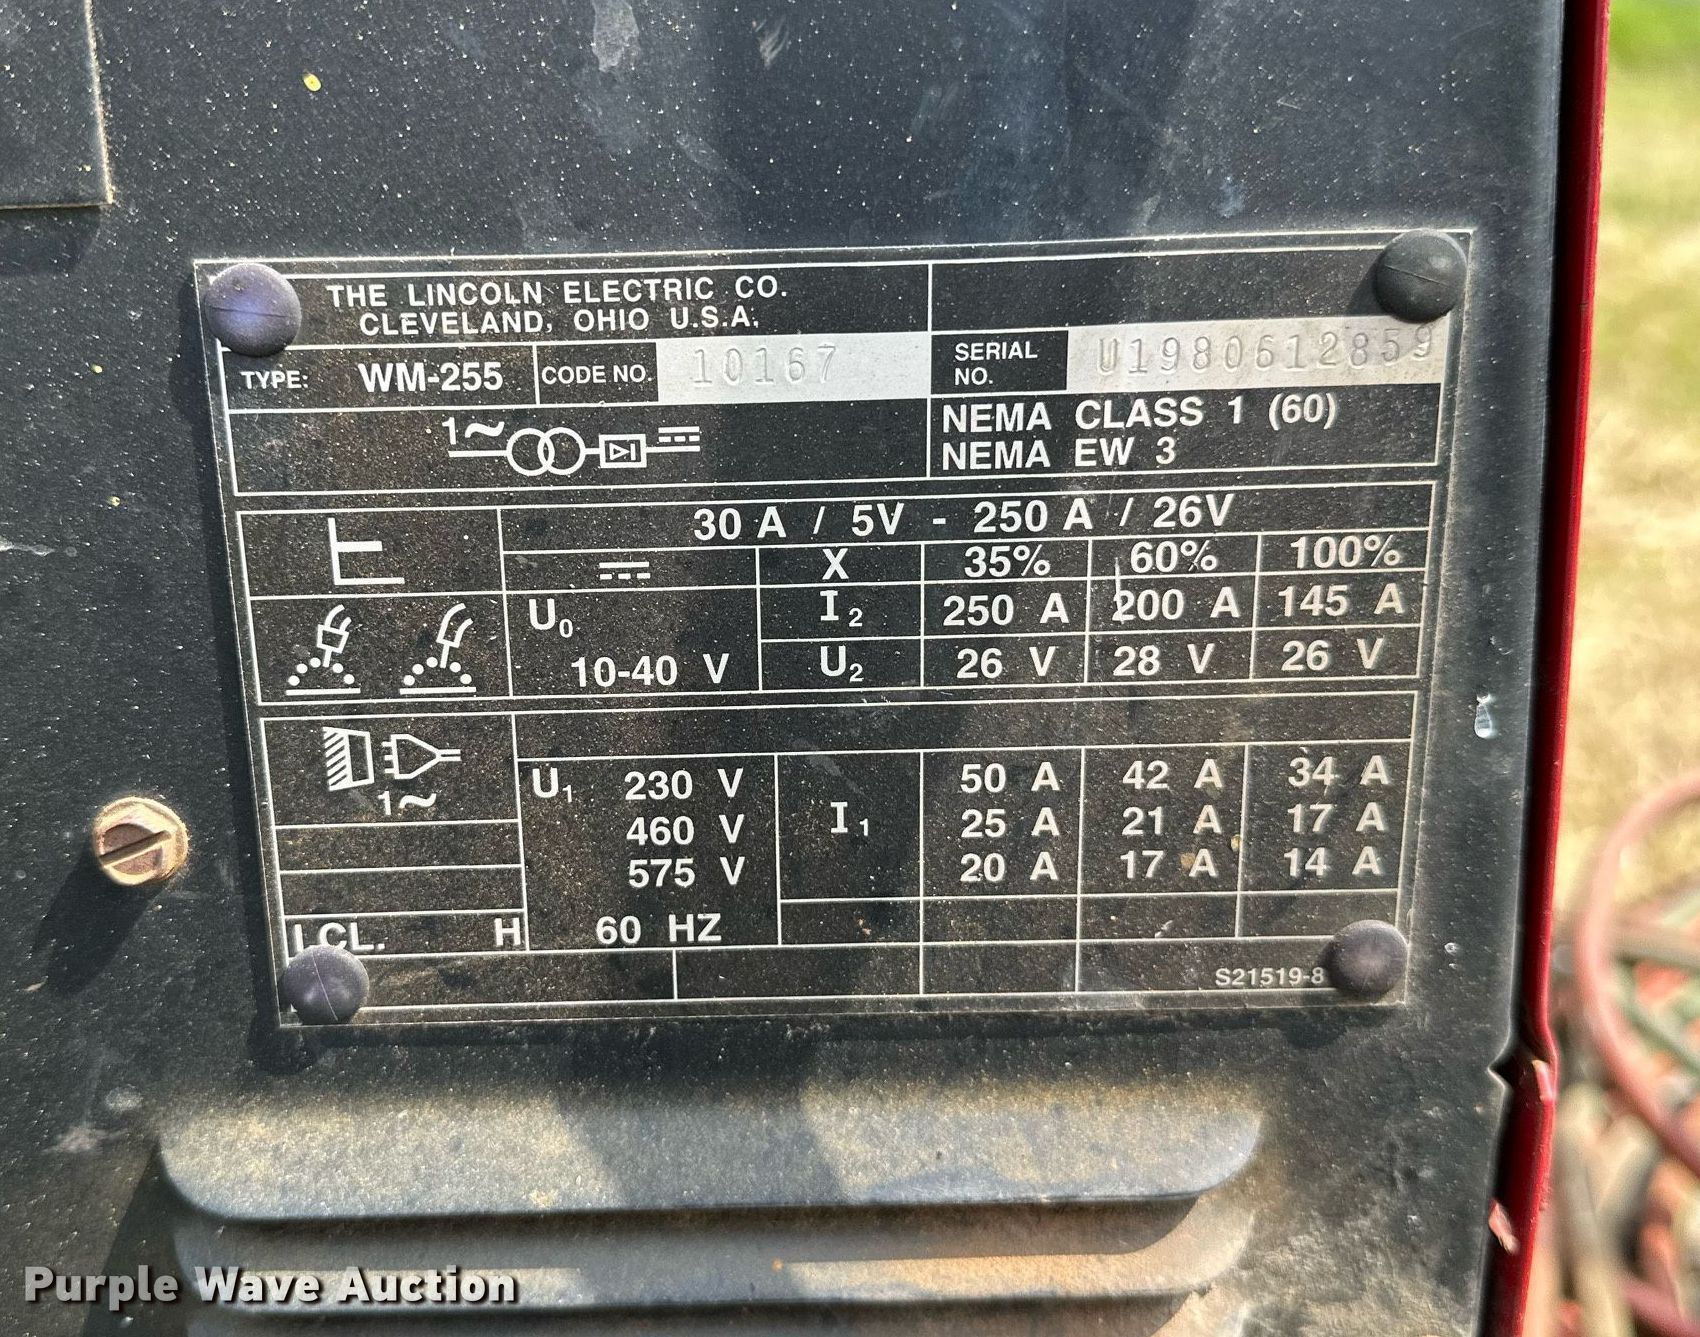 THE LINCOLN ELECTRIC CO.
CLEVELAND, OHIO U.S.A.
TYPE: WM-255 CODE NO. 10167 SERIAL NO. U1980612859
1~ NEMA CLASS 1 (60)
NEMA EW 3
30 A / 5V - 250 A / 26V
X 35% 60% 100%
U0 I2 250 A 200 A 145 A
10-40 V U2 26 V 28 V 26 V
1~
U1 230 V I1 50 A 42 A 34 A
460 V 25 A 21 A 17 A
575 V 20 A 17 A 14 A
I CL. H 60 HZ
S21519-8
Purple Wave Auction